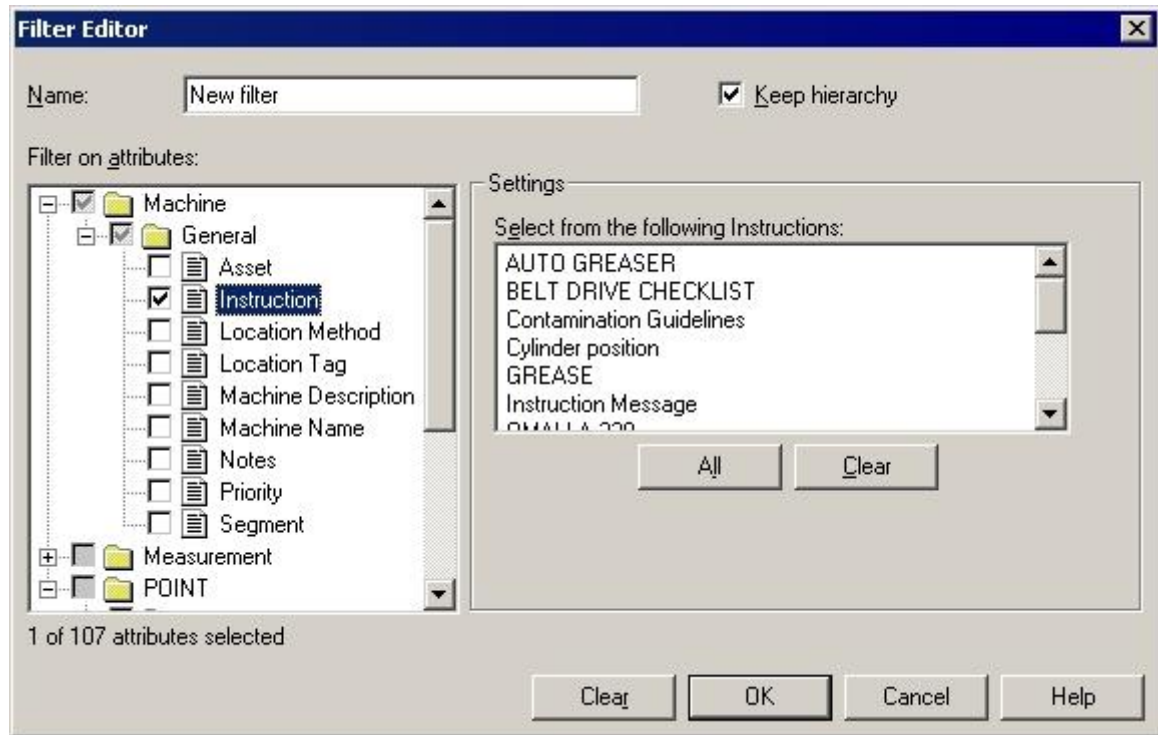 Filter Editor
Name: New filter Keep hierarchy
Filter on attributes:
Machine
General
Asset
Instruction
Location Method
Location Tag
Machine Description
Machine Name
Notes
Priority
Segment
Measurement
POINT
1 of 107 attributes selected
Settings
Select from the following Instructions:
AUTO GREASER
BELT DRIVE CHECKLIST
Contamination Guidelines
Cylinder position
GREASE
Instruction Message
All Clear
Clear OK Cancel Help